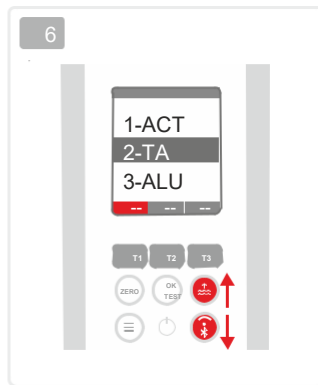 6
1-ACT
2-TA
3-ALU
-- -- --
T1 T2 T3
ZERO
OK
TEST